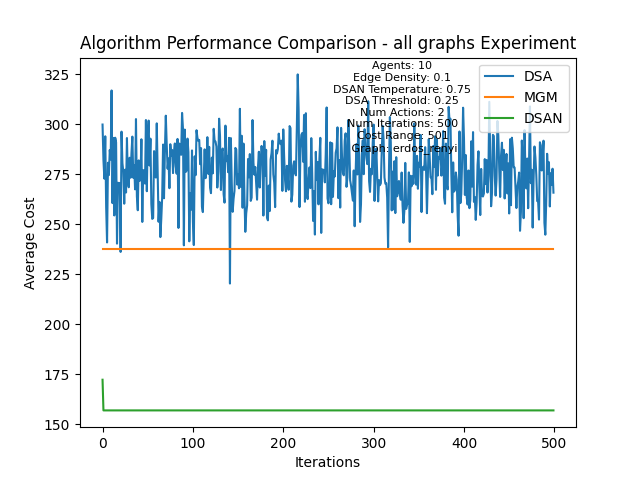 Algorithm Performance Comparison - all graphs Experiment
Agents: 10
Edge Density: 0.1
DSAN Temperature: 0.75
DSA Threshold: 0.25
Num Actions: 2
Num Iterations: 500
Cost Range: 501
Graph: erdos_renyi
DSA
MGM
DSAN
Average Cost
325
300
275
250
225
200
175
150
0
100
200
300
400
500
Iterations